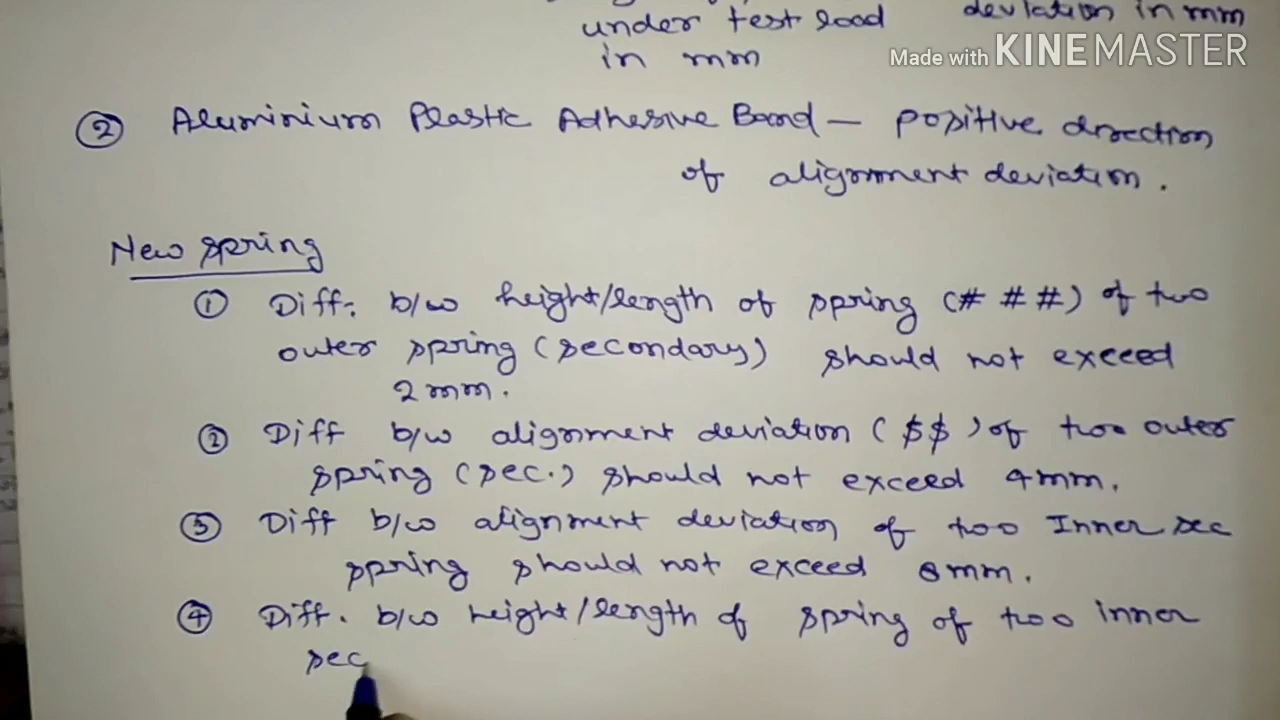 under test load deviation in mm
in mm
Made with KINEMASTER
② Aluminium Plastic Adhesive Band — positive direction
of alignment deviation.
New spring
① Diff: b/w height/length of spring (# # #) of two
outer spring (secondary) should not exceed
2mm.
② Diff b/w alignment deviation ($$) of two outer
spring (sec.) should not exceed 4mm.
③ Diff b/w alignment deviation of two Inner sec
spring should not exceed 8mm.
④ Diff. b/w height/length of spring of two inner
sec